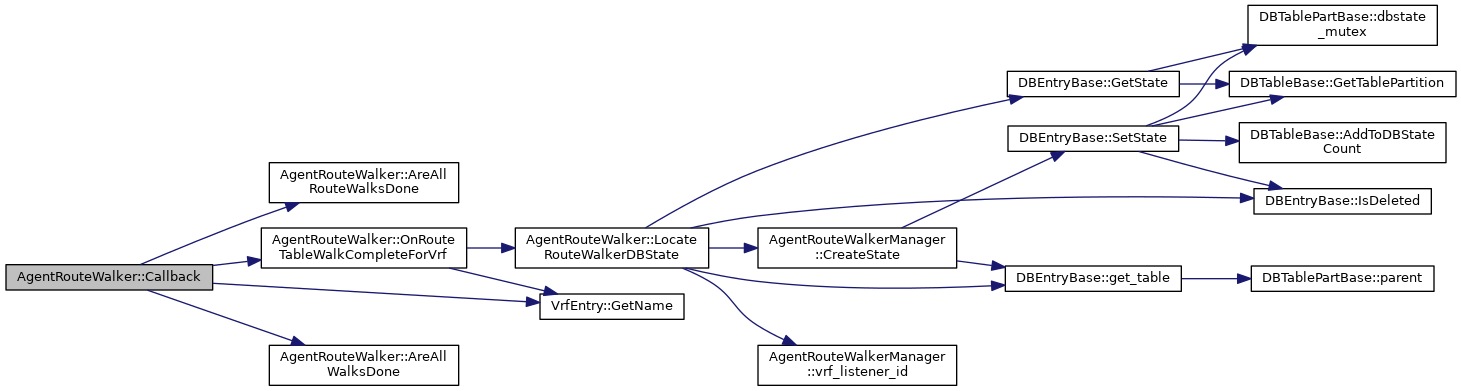 DBTablePartBase::dbstate
_mutex
DBEntryBase::GetState
DBTableBase::GetTablePartition
DBEntryBase::SetState
DBTableBase::AddToDBState
Count
AgentRouteWalker::AreAll
RouteWalksDone
DBEntryBase::IsDeleted
AgentRouteWalker::OnRoute
TableWalkCompleteForVrf
AgentRouteWalker::Locate
RouteWalkerDBState
AgentRouteWalkerManager
::CreateState
AgentRouteWalker::Callback
DBEntryBase::get_table
DBTablePartBase::parent
VrfEntry::GetName
AgentRouteWalker::AreAll
WalksDone
AgentRouteWalkerManager
::vrf_listener_id